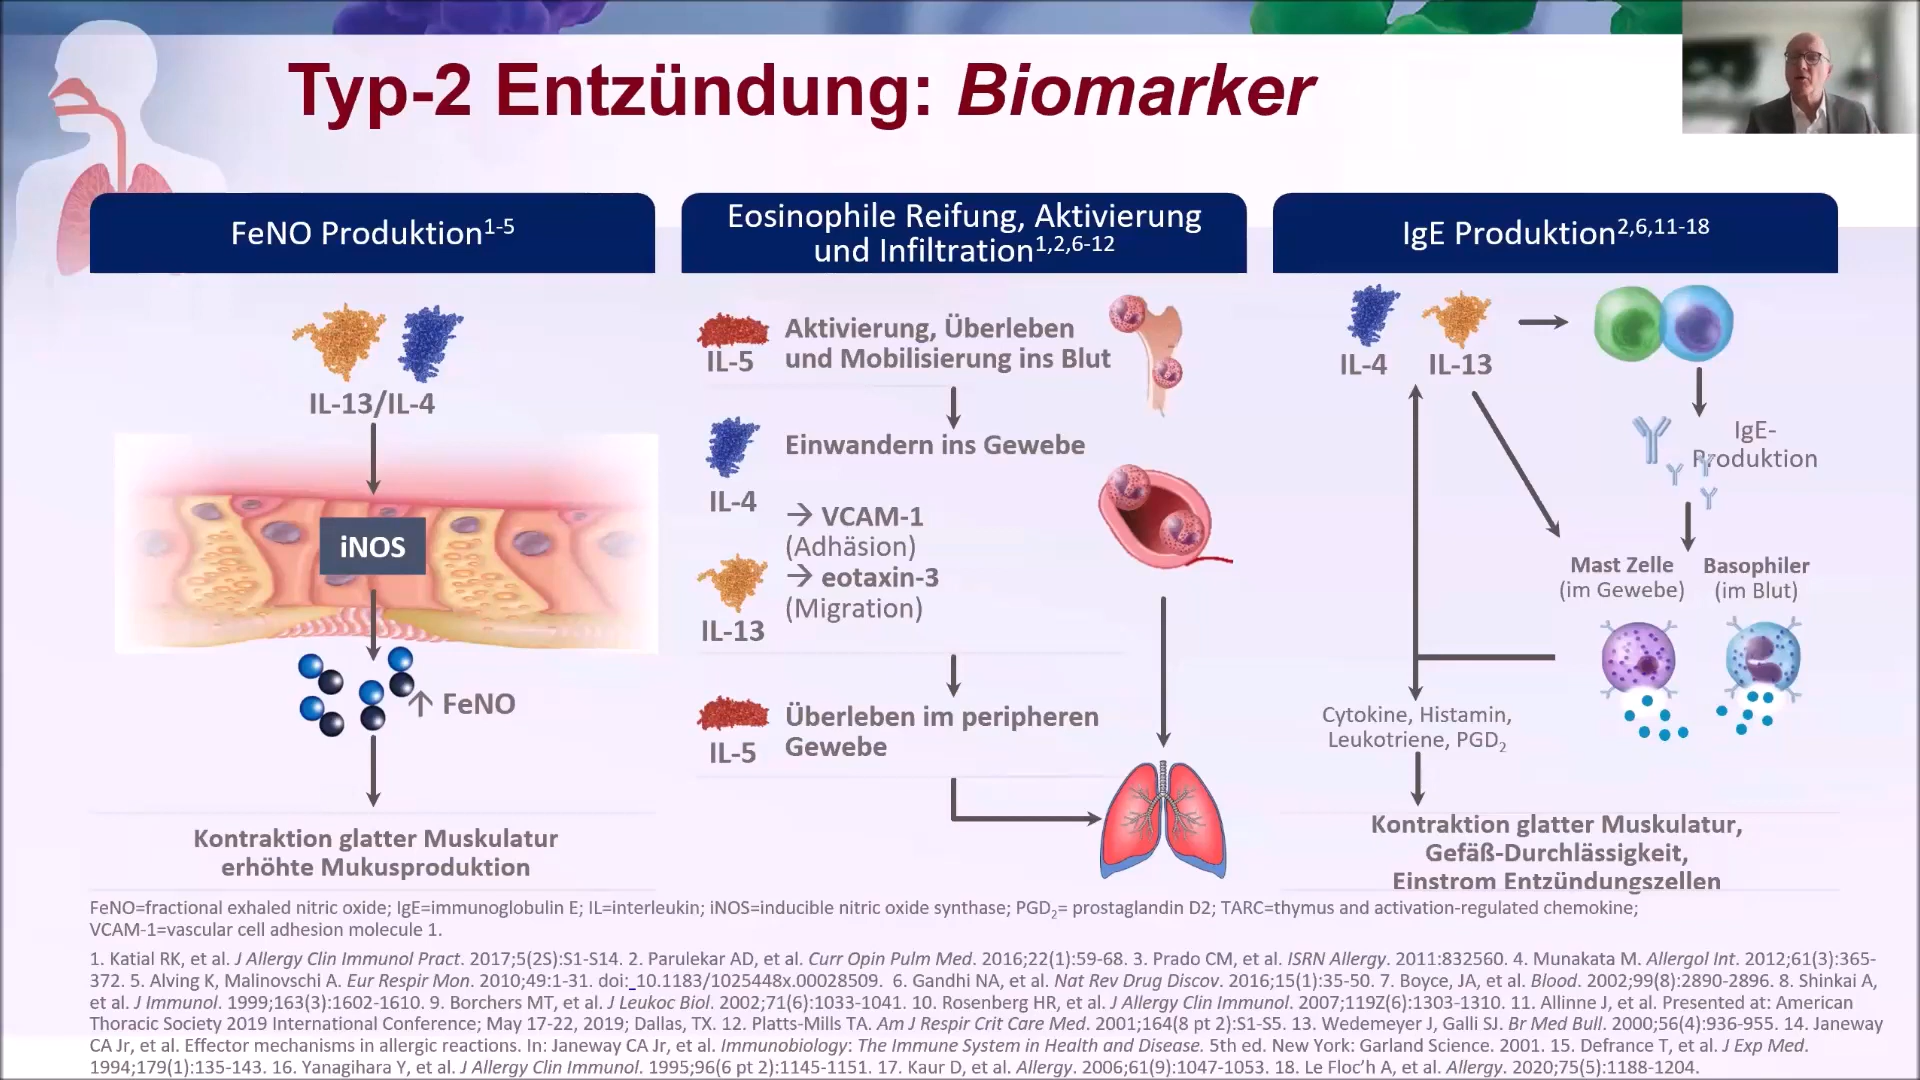 Typ-2 Entzündung: Biomarker
FeNO Produktion1-5
IL-13/IL-4
iNOS
↑ FeNO
Kontraktion glatter Muskulatur
erhöhte Mukusproduktion
Eosinophile Reifung, Aktivierung
und Infiltration1,2,6-12
IL-5
Aktivierung, Überleben
und Mobilisierung ins Blut
Einwandern ins Gewebe
IL-4
→ VCAM-1
(Adhäsion)
→ eotaxin-3
(Migration)
IL-13
Überleben im peripheren
Gewebe
IL-5
IgE Produktion2,6,11-18
IL-4 IL-13
IgE-
Produktion
Mast Zelle
(im Gewebe)
Basophiler
(im Blut)
Cytokine, Histamin,
Leukotriene, PGD2
Kontraktion glatter Muskulatur,
Gefäß-Durchlässigkeit,
Einstrom Entzündungszellen
FeNO=fractional exhaled nitric oxide; IgE=immunoglobulin E; IL=interleukin; iNOS=inducible nitric oxide synthase; PGD2= prostaglandin D2; TARC=thymus and activation-regulated chemokine;
VCAM-1=vascular cell adhesion molecule 1.
1. Katial RK, et al. J Allergy Clin Immunol Pract. 2017;5(2S):S1-S14. 2. Parulekar AD, et al. Curr Opin Pulm Med. 2016;22(1):59-68. 3. Prado CM, et al. ISRN Allergy. 2011:832560. 4. Munakata M. Allergol Int. 2012;61(3):365-
372. 5. Alving K, Malinovschi A. Eur Respir Mon. 2010;49:1-31. doi:_10.1183/1025448x.00028509. 6. Gandhi NA, et al. Nat Rev Drug Discov. 2016;15(1):35-50. 7. Boyce, JA, et al. Blood. 2002;99(8):2890-2896. 8. Shinkai A,
et al. J Immunol. 1999;163(3):1602-1610. 9. Borchers MT, et al. J Leukoc Biol. 2002;71(6):1033-1041. 10. Rosenberg HR, et al. J Allergy Clin Immunol. 2007;119Z(6):1303-1310. 11. Allinne J, et al. Presented at: American
Thoracic Society 2019 International Conference; May 17-22, 2019; Dallas, TX. 12. Platts-Mills TA. Am J Respir Crit Care Med. 2001;164(8 pt 2):S1-S5. 13. Wedemeyer J, Galli SJ. Br Med Bull. 2000;56(4):936-955. 14. Janeway
CA Jr, et al. Effector mechanisms in allergic reactions. In: Janeway CA Jr, et al. Immunobiology: The Immune System in Health and Disease. 5th ed. New York: Garland Science. 2001. 15. Defrance T, et al. J Exp Med.
1994;179(1):135-143. 16. Yanagihara Y, et al. J Allergy Clin Immunol. 1995;96(6 pt 2):1145-1151. 17. Kaur D, et al. Allergy. 2006;61(9):1047-1053. 18. Le Floc'h A, et al. Allergy. 2020;75(5):1188-1204.